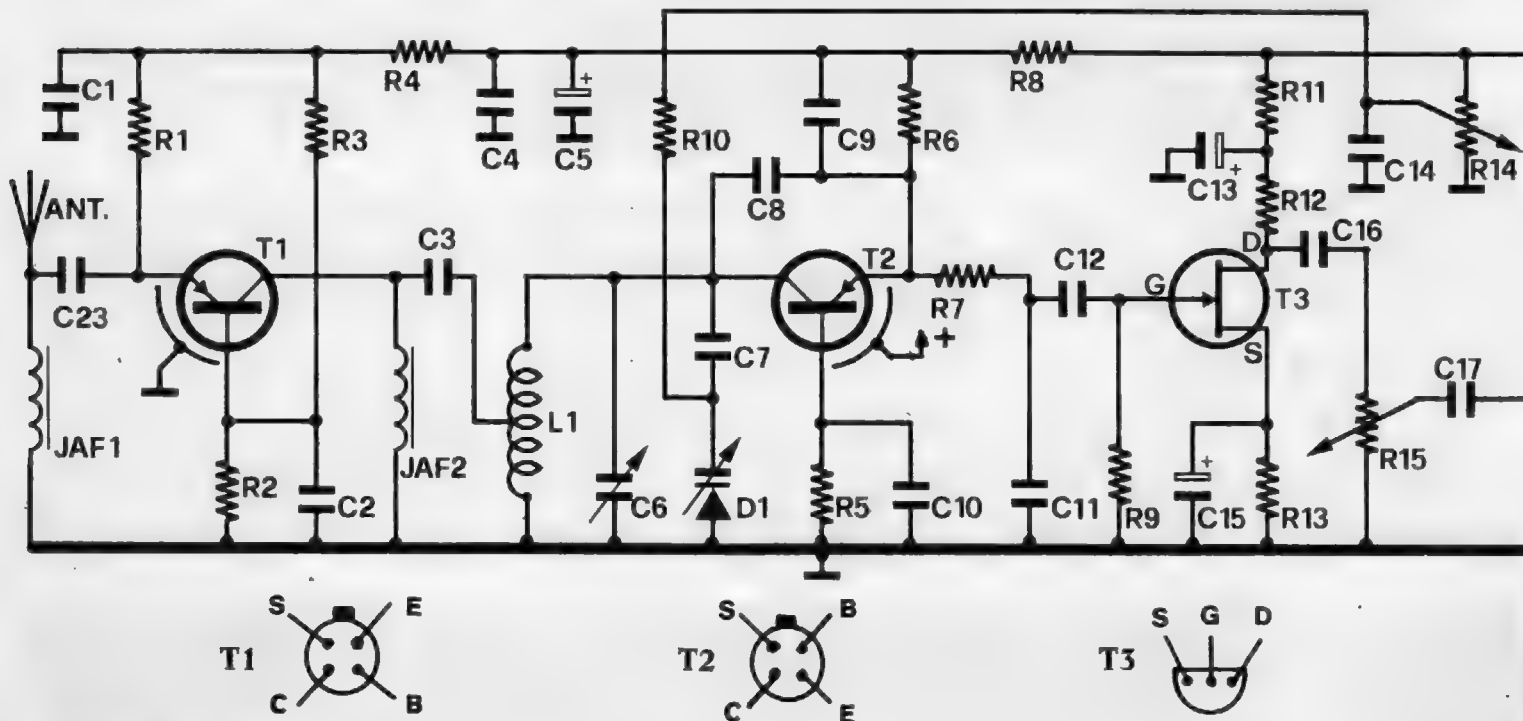 C1
R1
R3
R4
C4
C5
+
R10
C9
R6
R8
R11
C14
R14
C13
+
R12
ANT.
C23
T1
C3
C8
T2
R7
C12
D
G
S
T3
C16
JAF1
R2
C2
JAF2
L1
C6
C7
D1
+
R5
C10
C11
R9
+
C15
R13
C17
R15
T1
S
E
C
B
T2
S
B
C
E
T3
S G D